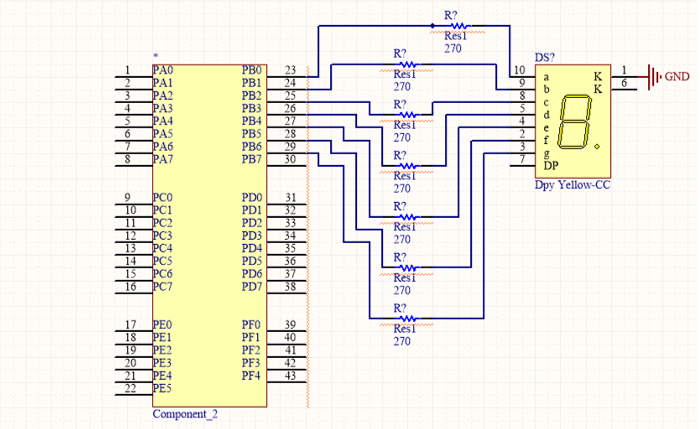 R?
Res1
270
*
1 PA0 PB0 23
2 PA1 PB1 24
3 PA2 PB2 25
4 PA3 PB3 26
5 PA4 PB4 27
6 PA5 PB5 28
7 PA6 PB6 29
8 PA7 PB7 30
9 PC0 PD0 31
10 PC1 PD1 32
11 PC2 PD2 33
12 PC3 PD3 34
13 PC4 PD4 35
14 PC5 PD5 36
15 PC6 PD6 37
16 PC7 PD7 38
17 PE0 PF0 39
18 PE1 PF1 40
19 PE2 PF2 41
20 PE3 PF3 42
21 PE4 PF4 43
22 PE5
Component_2
R?
Res1
270
R?
Res1
270
R?
Res1
270
R?
Res1
270
R?
Res1
270
R?
Res1
270
DS?
10 a K 1 GND
9 b K 6
8 c
5 d
4 e
2 f
3 g
7 DP
8.
Dpy Yellow-CC